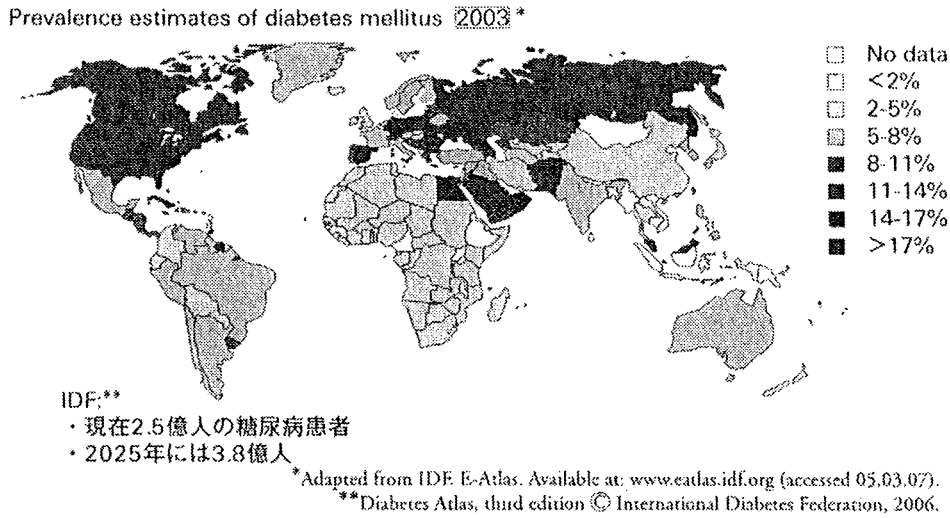 Prevalence estimates of diabetes mellitus 2003 *
No data
<2%
2-5%
5-8%
8-11%
11-14%
14-17%
>17%
IDF:**
・現在2.5億人の糖尿病患者
・2025年には3.8億人
*Adapted from IDF. E-Atlas. Available at: www.eatlas.idf.org (accessed 05.03.07).
**Diabetes Atlas, third edition © International Diabetes Federation, 2006.